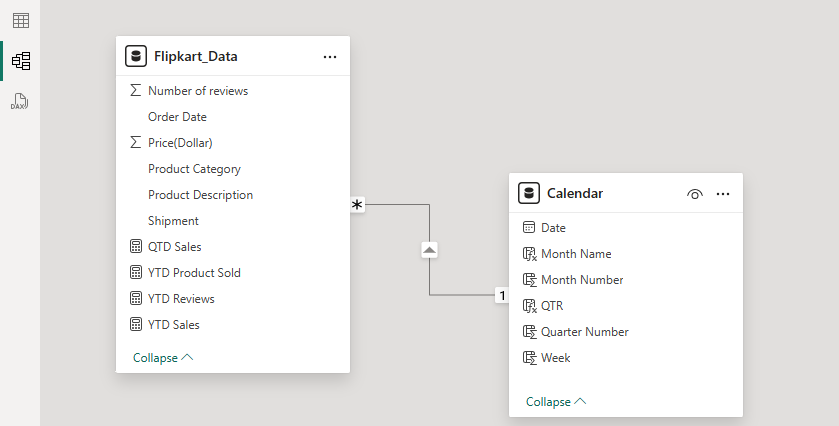 DAX
Flipkart_Data
Number of reviews
Order Date
Price(Dollar)
Product Category
Product Description
Shipment
QTD Sales
YTD Product Sold
YTD Reviews
YTD Sales
Collapse
*
1
Calendar
Date
Month Name
Month Number
QTR
Quarter Number
Week
Collapse